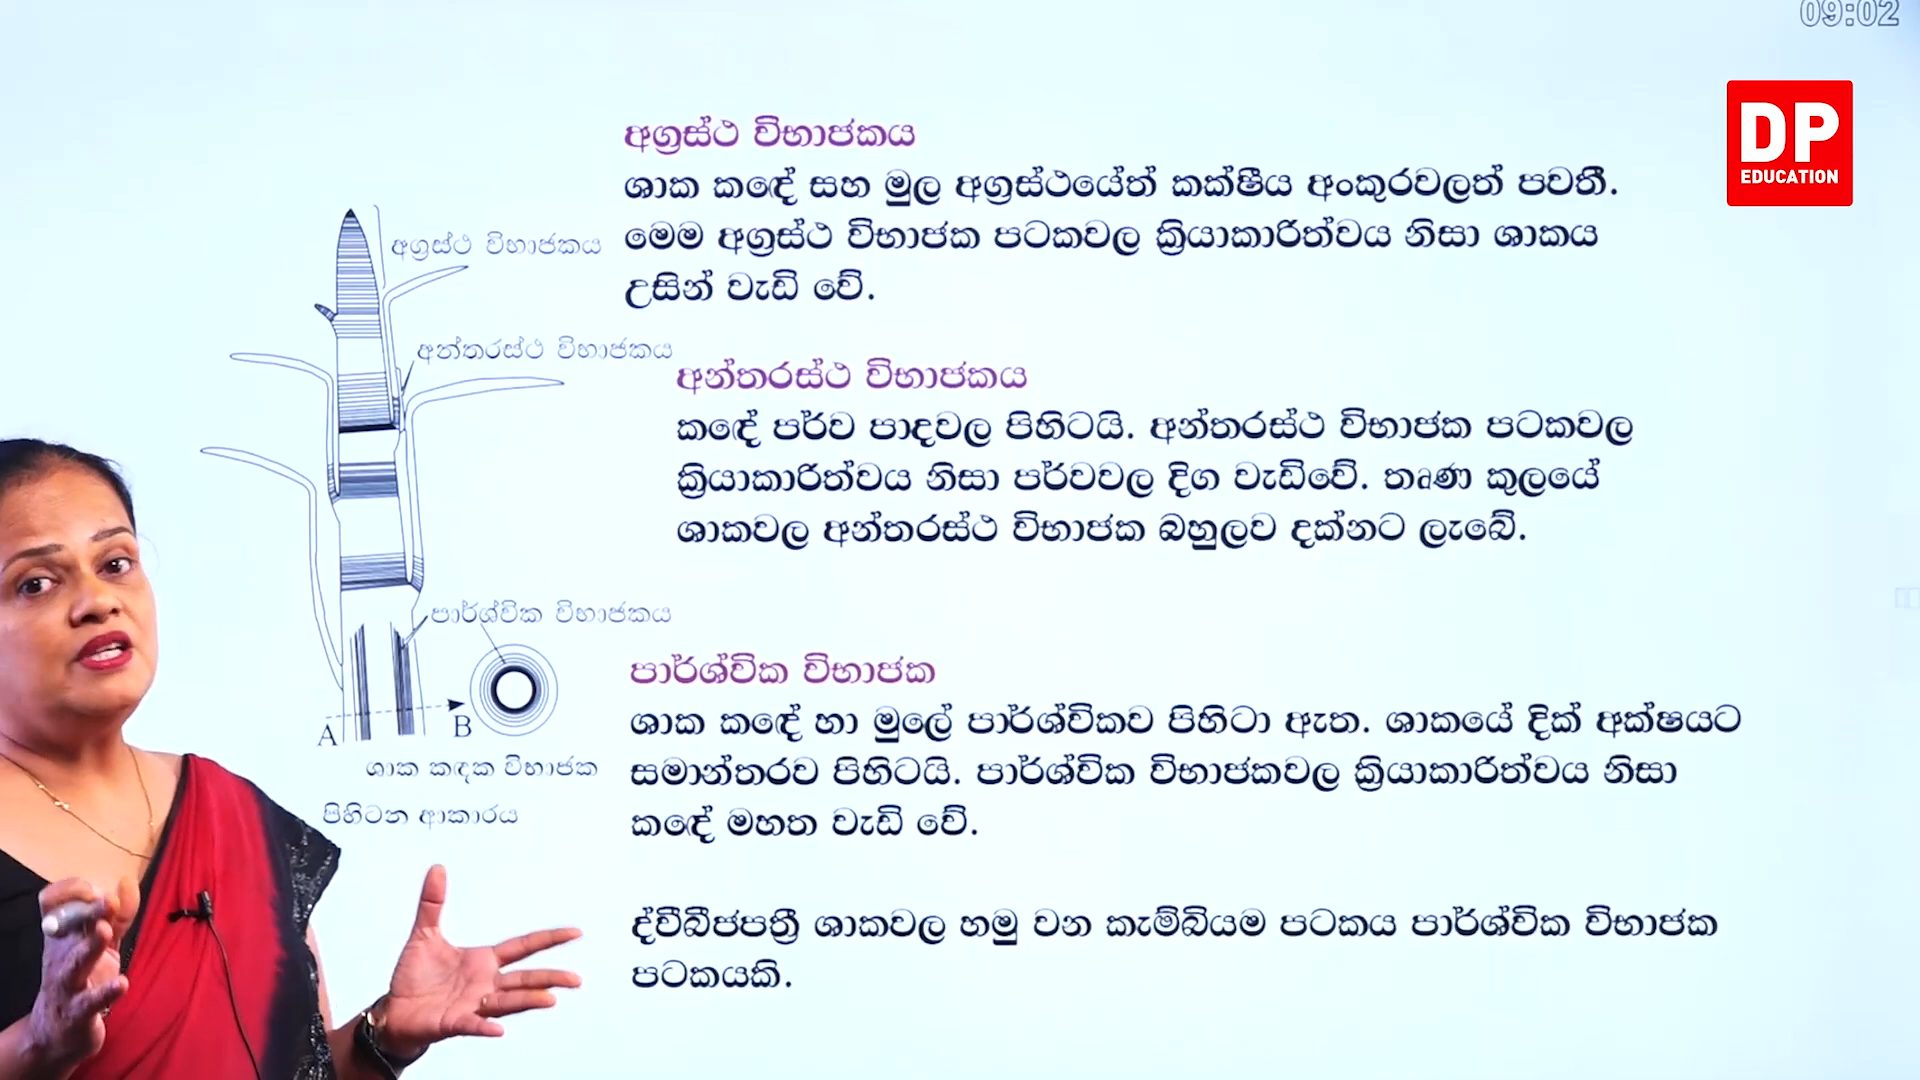 09:02
DP
EDUCATION
අග්‍රස්ථ විභාජකය
ශාක කඳේ සහ මුල අග්‍රස්ථයේත් කක්ෂීය අංකුරවලත් පවතී.
මෙම අග්‍රස්ථ විභාජක පටකවල ක්‍රියාකාරිත්වය නිසා ශාකය
උසින් වැඩි වේ.
අග්‍රස්ථ විභාජකය
අන්තරස්ථ විභාජකය
අන්තරස්ථ විභාජකය
කඳේ පර්ව පාදවල පිහිටයි. අන්තරස්ථ විභාජක පටකවල
ක්‍රියාකාරිත්වය නිසා පර්වවල දිග වැඩිවේ. තෘණ කුලයේ
ශාකවල අන්තරස්ථ විභාජක බහුලව දක්නට ලැබේ.
පාර්ශ්වික විභාජකය
A
B
ශාක කඳක විභාජක
පිහිටන ආකාරය
පාර්ශ්වික විභාජක
ශාක කඳේ හා මුලේ පාර්ශ්විකව පිහිටා ඇත. ශාකයේ දික් අක්ෂයට
සමාන්තරව පිහිටයි. පාර්ශ්වික විභාජකවල ක්‍රියාකාරිත්වය නිසා
කඳේ මහත වැඩි වේ.
ද්වීබීජපත්‍රී ශාකවල හමු වන කැම්බියම පටකය පාර්ශ්වික විභාජක
පටකයකි.